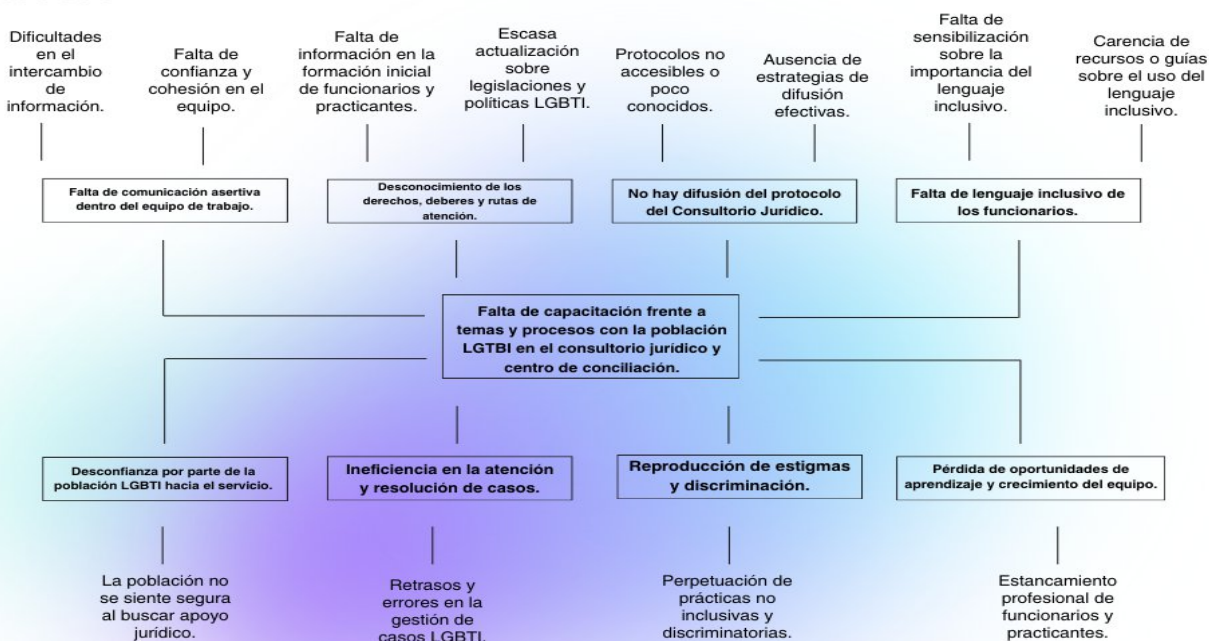 Dificultades
en el
intercambio
de
información.
Falta de
confianza y
cohesión en el
equipo.
Falta de
información en la
formación inicial
de funcionarios y
practicantes.
Escasa
actualización
sobre
legislaciones y
políticas LGBTI.
Protocolos no
accesibles o
poco
conocidos.
Ausencia de
estrategias de
difusión
efectivas.
Falta de
sensibilización
sobre la
importancia del
lenguaje
inclusivo.
Carencia de
recursos o guías
sobre el uso del
lenguaje
inclusivo.
Falta de comunicación asertiva
dentro del equipo de trabajo.
Desconocimiento de los
derechos, deberes y rutas de
atención.
No hay difusión del protocolo
del Consultorio Jurídico.
Falta de lenguaje inclusivo de
los funcionarios.
Falta de capacitación frente a
temas y procesos con la población
LGTBI en el consultorio jurídico y
centro de conciliación.
Desconfianza por parte de la
población LGBTI hacia el servicio.
Ineficiencia en la atención
y resolución de casos.
Reproducción de estigmas
y discriminación.
Pérdida de oportunidades de
aprendizaje y crecimiento del equipo.
La población no
se siente segura
al buscar apoyo
jurídico.
Retrasos y
errores en la
gestión de
casos LGBTI.
Perpetuación de
prácticas no
inclusivas y
discriminatorias.
Estancamiento
profesional de
funcionarios y
practicantes.